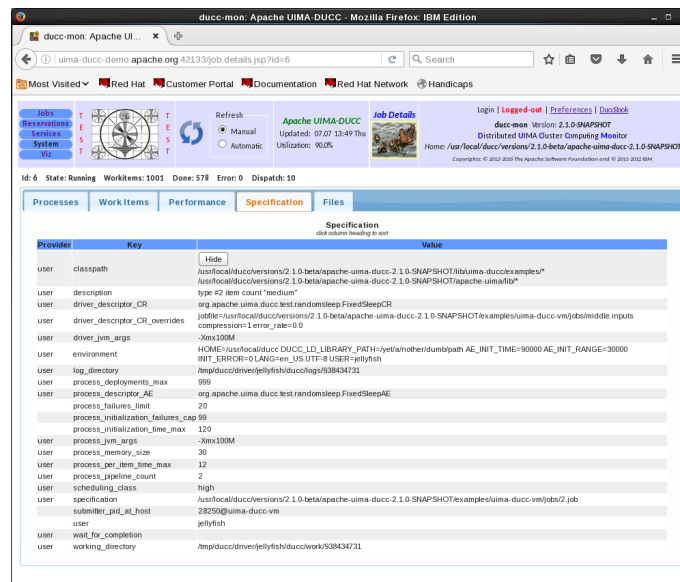 ducc-mon: Apache UIMA-DUCC - Mozilla Firefox: IBM Edition
ducc-mon: Apache UI...
uima-ducc-demo.apache.org:42133/job.details.jsp?id=6
Search
Most Visited Red Hat Customer Portal Documentation Red Hat Network Handicaps
Jobs
Reservations
Services
System
Viz
T E S T
T E S T
Refresh
Manual
Automatic
Apache UIMA-DUCC
Updated: 07.07 13:49 Thu
Utilization: 90.0%
Job Details
Login | Logged-out | Preferences | DuccBook
ducc-mon Version: 2.1.0-SNAPSHOT
Distributed UIMA Cluster Computing Monitor
Home: /usr/local/ducc/versions/2.1.0-beta/apache-uima-ducc-2.1.0-SNAPSHOT
Copyrights: © 2012-2016 The Apache Software Foundation and © 2011-2012 IBM
Id: 6 State: Running Workitems: 1001 Done: 578 Error: 0 Dispatch: 10
Processes Work Items Performance Specification Files
Specification
click column heading to sort
Provider Key Value
Hide
user classpath /usr/local/ducc/versions/2.1.0-beta/apache-uima-ducc-2.1.0-SNAPSHOT/lib/uima-ducc/examples/*
/usr/local/ducc/versions/2.1.0-beta/apache-uima-ducc-2.1.0-SNAPSHOT/apache-uima/lib/*
user description type #2 item count "medium"
user driver_descriptor_CR org.apache.uima.ducc.test.randomsleep.FixedSleepCR
user driver_descriptor_CR_overrides jobfile=/usr/local/ducc/versions/2.1.0-beta/apache-uima-ducc-2.1.0-SNAPSHOT/examples/uima-ducc-vm/jobs/middle.inputs
compression=1 error_rate=0.0
user driver_jvm_args -Xmx100M
user environment HOME=/usr/local/ducc DUCC_LD_LIBRARY_PATH=/yet/a/nother/dumb/path AE_INIT_TIME=90000 AE_INIT_RANGE=30000
INIT_ERROR=0 LANG=en_US.UTF-8 USER=jellyfish
user log_directory /tmp/ducc/driver/jellyfish/ducc/logs/938434731
user process_deployments_max 999
user process_descriptor_AE org.apache.uima.ducc.test.randomsleep.FixedSleepAE
process_failures_limit 20
process_initialization_failures_cap 99
process_initialization_time_max 120
user process_jvm_args -Xmx100M
user process_memory_size 30
user process_per_item_time_max 12
user process_pipeline_count 2
user scheduling_class high
user specification /usr/local/ducc/versions/2.1.0-beta/apache-uima-ducc-2.1.0-SNAPSHOT/examples/uima-ducc-vm/jobs/2.job
submitter_pid_at_host 28250@uima-ducc-vm
user jellyfish
user wait_for_completion
user working_directory /tmp/ducc/driver/jellyfish/ducc/work/938434731